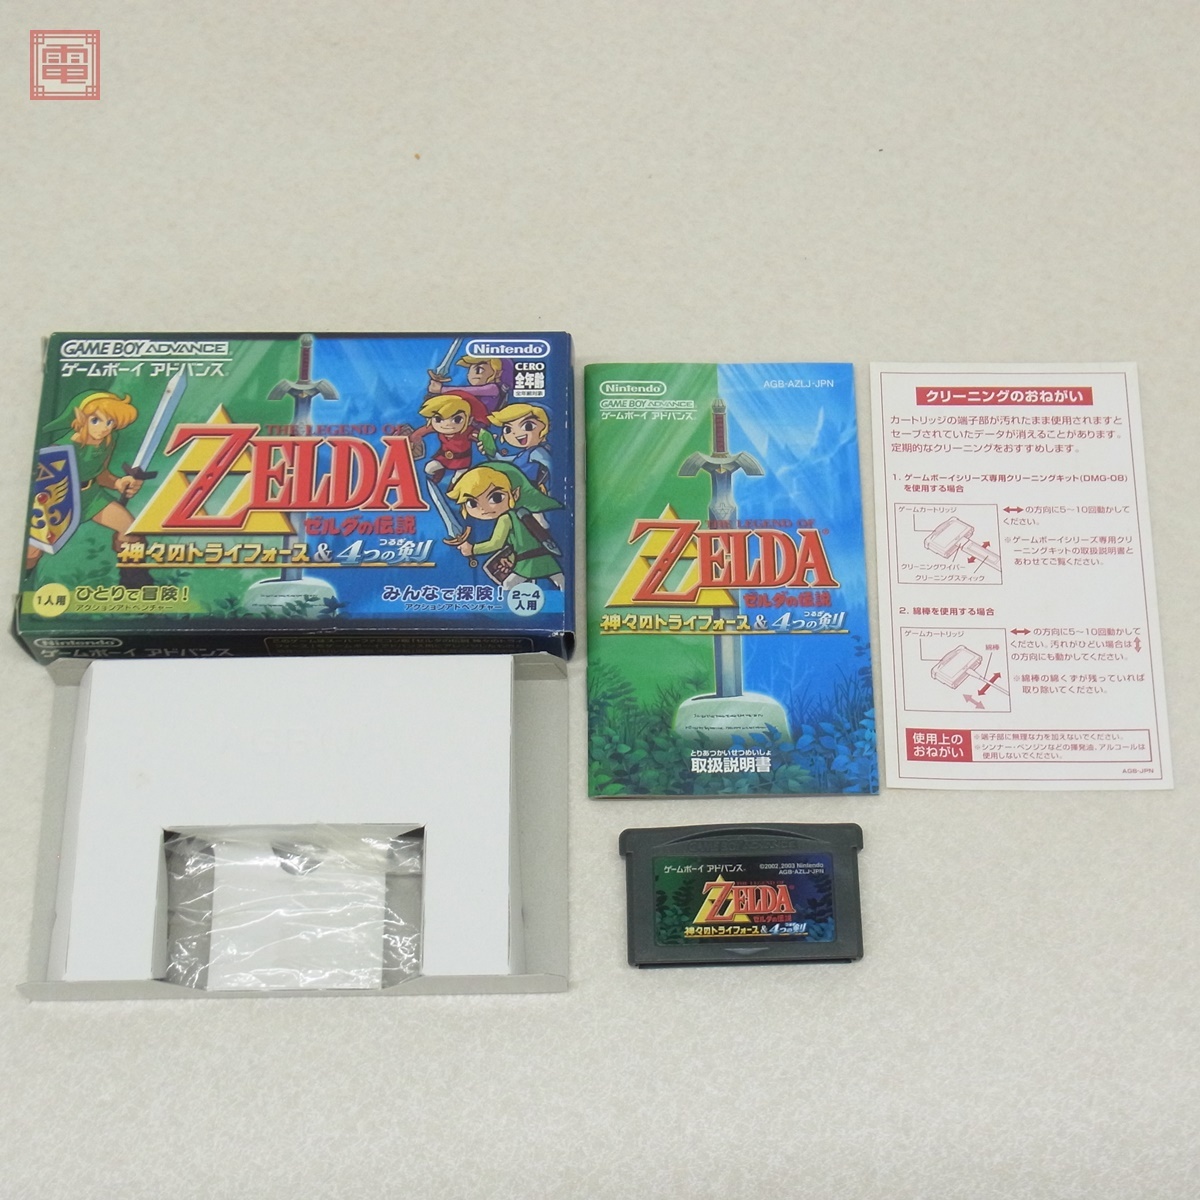 電
GAME BOY ADVANCE
ゲームボーイ アドバンス
Nintendo
CERO
全年齢
全年齢対象
THE LEGEND OF
ZELDA
ゼルダの伝説
神々のトライフォース & 4つの剣
つるぎ
1人用
ひとりで冒険!
アクションアドベンチャー
みんなで探険!
アクションアドベンチャー
2〜4
人用
Nintendo
ゲームボーイ アドバンス
Nintendo
GAME BOY ADVANCE
ゲームボーイ アドバンス
AGB-AZLJ-JPN
THE LEGEND OF
ZELDA
ゼルダの伝説
つるぎ
神々のトライフォース & 4つの剣
とりあつかいせつめいしょ
取扱説明書
クリーニングのおねがい
カートリッジの端子部が汚れたまま使用されますと
セーブされていたデータが消えることがあります。
定期的なクリーニングをおすすめします。
1. ゲームボーイシリーズ専用クリーニングキット(DMG-08)
を使用する場合
ゲームカートリッジ
クリーニングワイパー
クリーニングスティック
⟷の方向に5〜10回動かして
ください。
※ゲームボーイシリーズ専用クリ
ーニングキットの取扱説明書と
あわせてご覧ください。
2. 綿棒を使用する場合
ゲームカートリッジ
綿棒
⟷の方向に5〜10回動かして
ください。汚れがひどい場合は↕
の方向にも動かしてください。
※綿棒の綿くずが残っていれば
取り除いてください。
使用上の
おねがい
※端子部に無理な力を加えないでください。
※シンナー・ベンジンなどの揮発油、アルコールは
使用しないでください。
AGB-JPN
ゲームボーイ アドバンス
©2002,2003 Nintendo
AGB-AZLJ-JPN
THE LEGEND OF
ZELDA
ゼルダの伝説
神々のトライフォース & 4つの剣